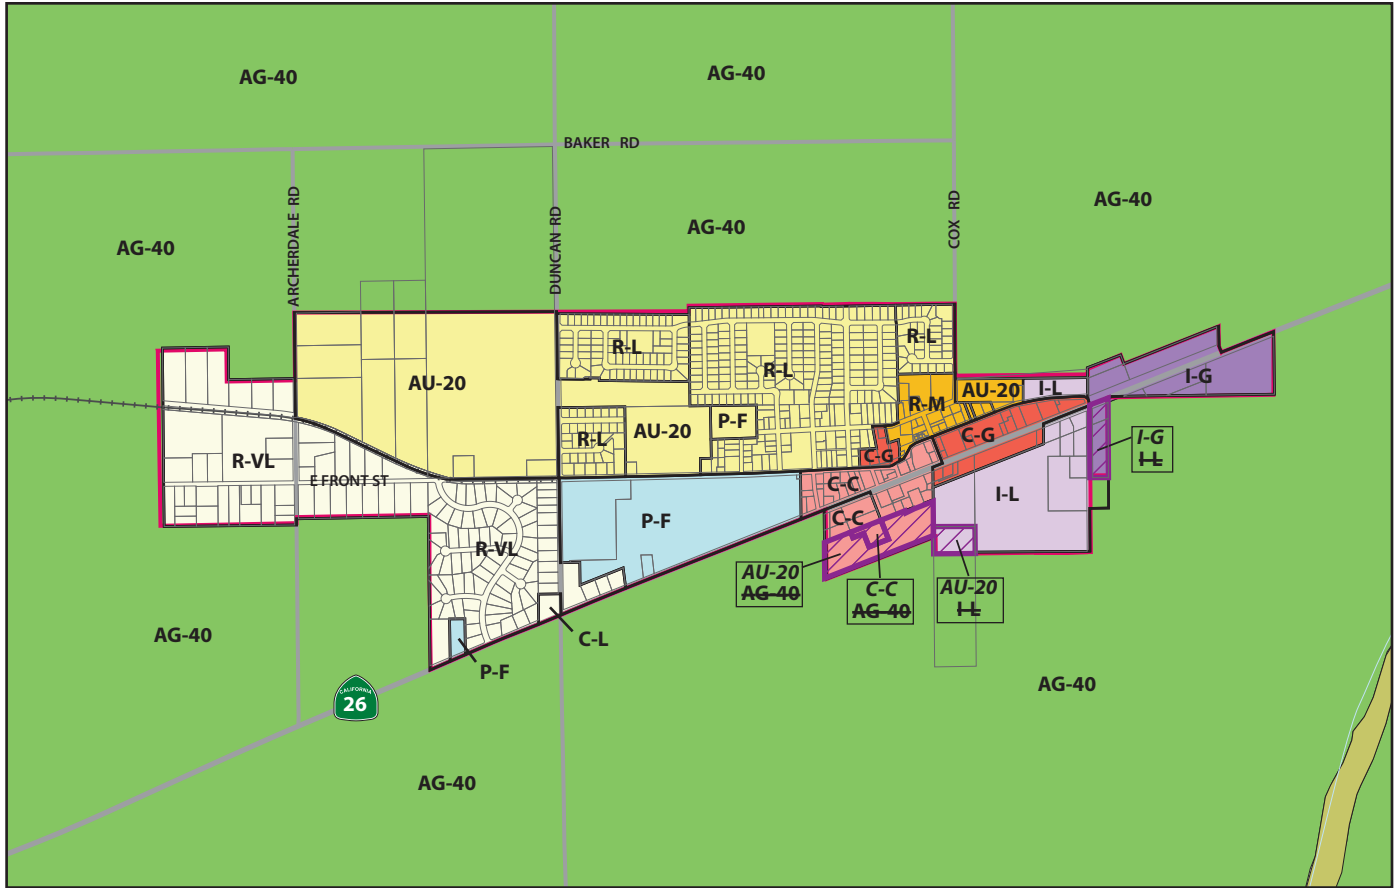 AG-40
AG-40
BAKER RD
ARCHERDALE RD
DUNCAN RD
COX RD
AG-40
AG-40
AG-40
R-L
R-L
R-L
AU-20
R-M
AU-20
I-L
I-G
R-L
AU-20
P-F
C-G
C-G
R-VL
E FRONT ST
C-C
C-C
I-L
P-F
R-VL
I-G
I-L
AU-20
AG-40
C-C
AG-40
AU-20
I-L
C-L
P-F
AG-40
AG-40
CALIFORNIA
26
AG-40